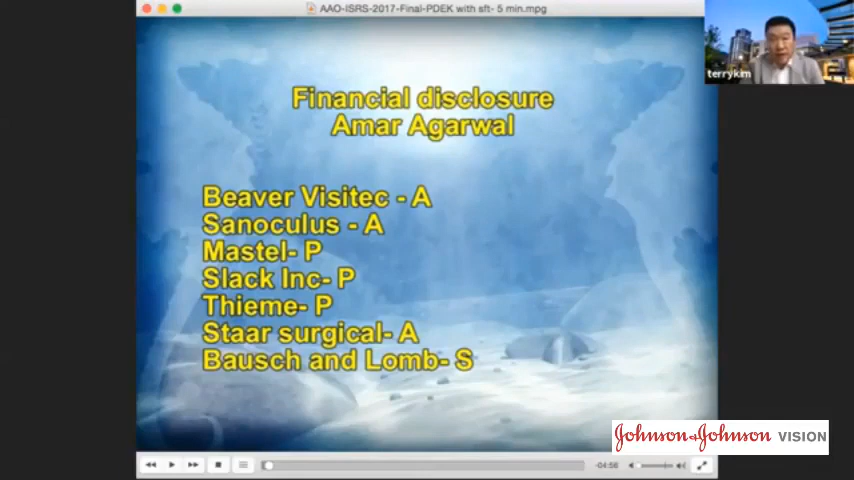 AAO-ISRS-2017-Final-PDEK with sft- 5 min.mpg
terrykim
Financial disclosure
Amar Agarwal
Beaver Visitec - A
Sanoculus - A
Mastel- P
Slack Inc- P
Thieme- P
Staar surgical- A
Bausch and Lomb- S
Johnson & Johnson VISION
-04:56